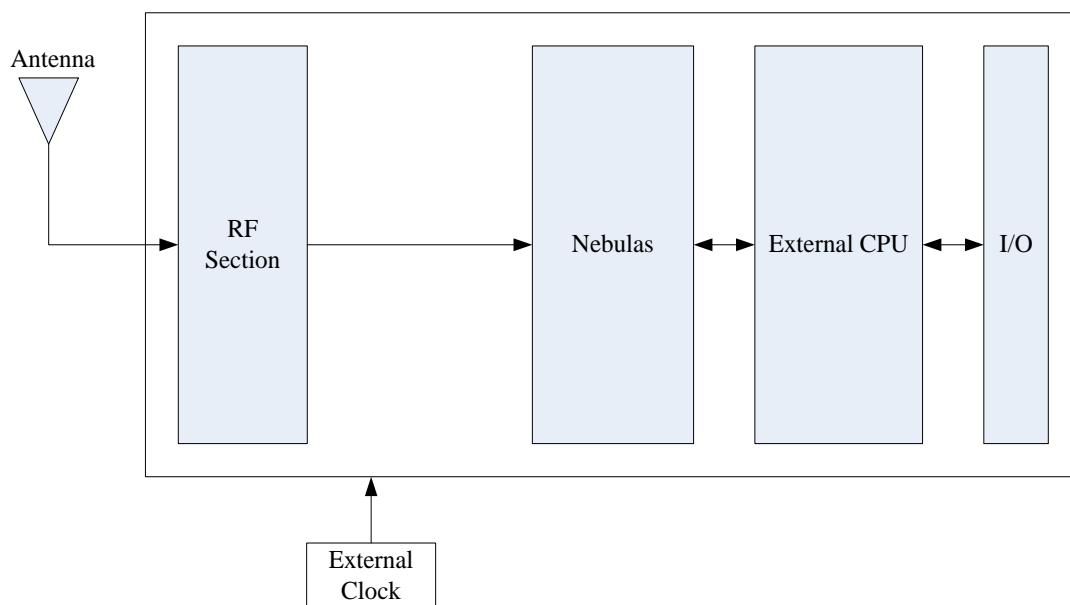 Antenna
RF
Section
Nebulas
External CPU
I/O
External
Clock